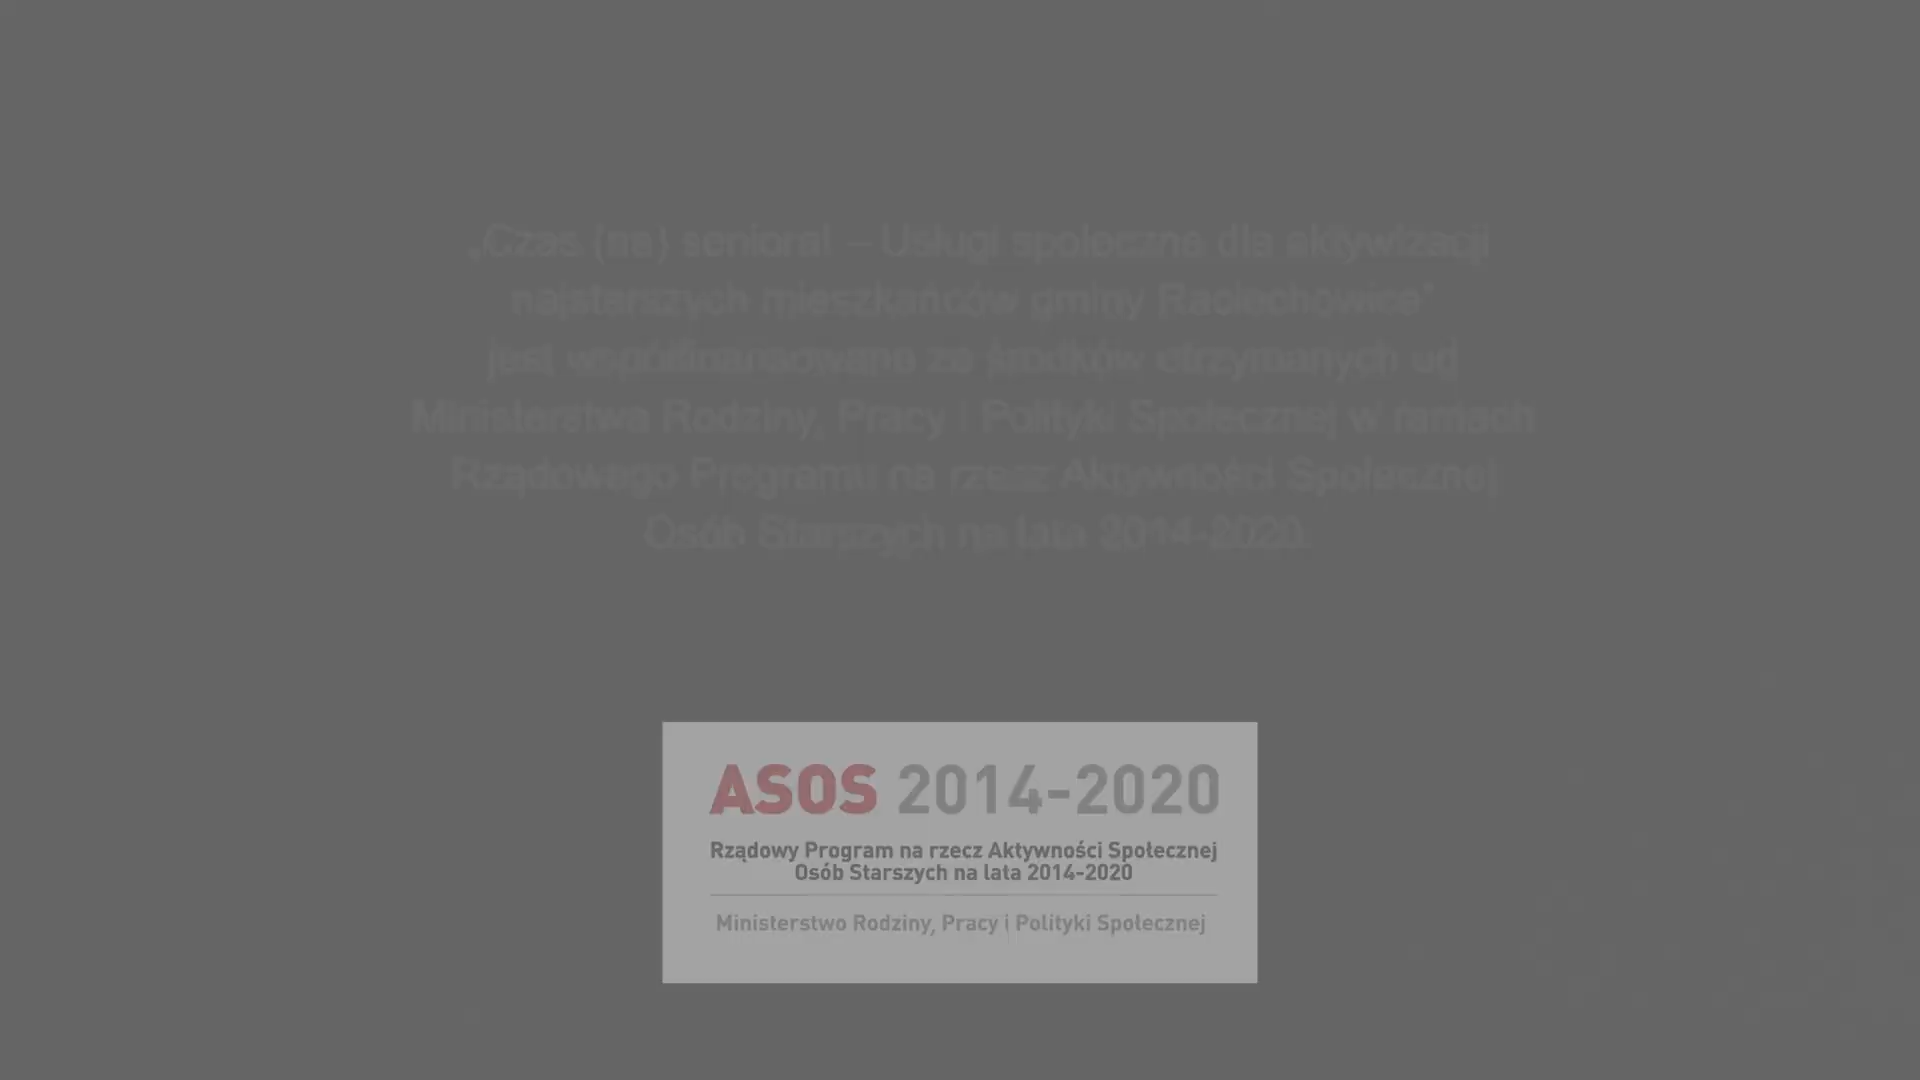 „Czas (na) seniora! – Usługi społeczne dla aktywizacji
najstarszych mieszkańców gminy Raciechowice”
jest współfinansowane ze środków otrzymanych od
Ministerstwa Rodziny, Pracy i Polityki Społecznej w ramach
Rządowego Programu na rzecz Aktywności Społecznej
Osób Starszych na lata 2014-2020.
ASOS 2014-2020
Rządowy Program na rzecz Aktywności Społecznej
Osób Starszych na lata 2014-2020
Ministerstwo Rodziny, Pracy i Polityki Społecznej